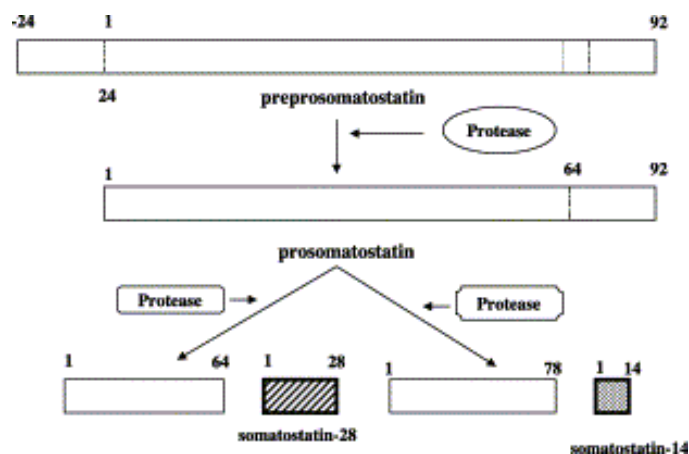 -24 1 92
24 preprosomatostatin
Protease
1 64 92
prosomatostatin
Protease Protease
1 64 1 28 1 78 1 14
somatostatin-28 somatostatin-14